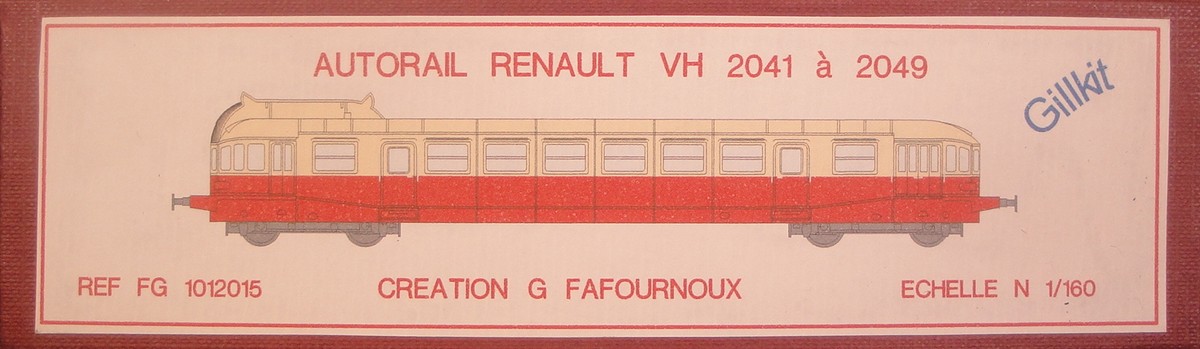 AUTORAIL RENAULT VH 2041 à 2049
Gillkit
REF FG 1012015
CREATION G FAFOURNOUX
ECHELLE N 1/160